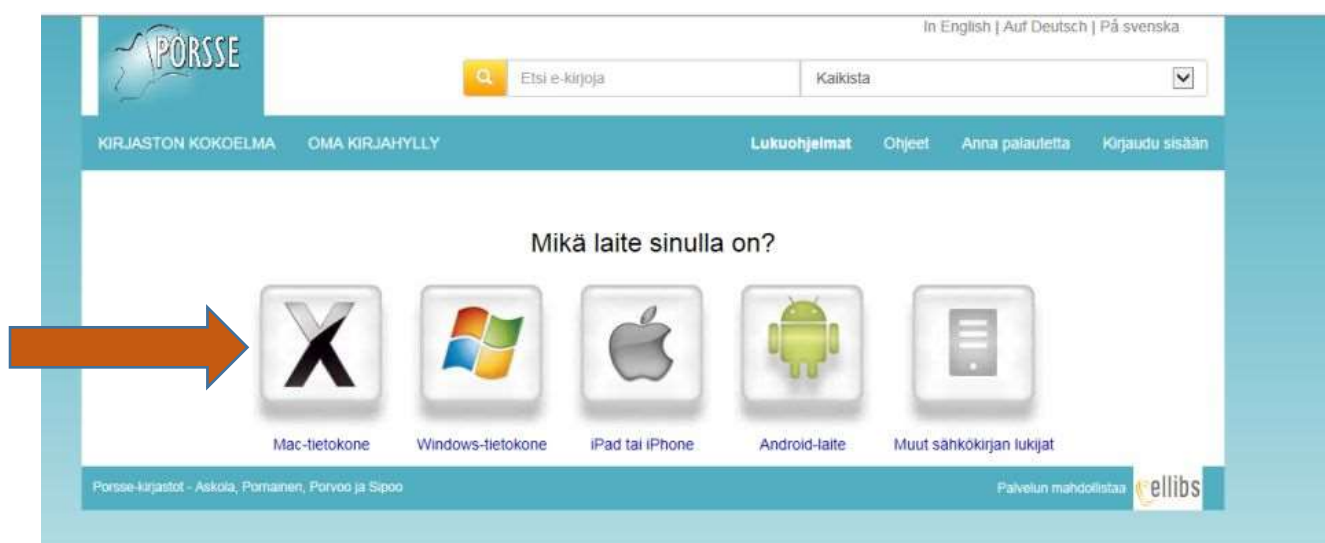 PORSSE
In English | Auf Deutsch | På svenska
Etsi e-kirjoja
Kaikista
KIRJASTON KOKOELMA OMA KIRJAHYLLY Lukuohjelmat Ohjeet Anna palautetta Kirjaudu sisään
Mikä laite sinulla on?
Mac-tietokone Windows-tietokone iPad tai iPhone Android-laite Muut sähkökirjan lukijat
Porsse-kirjastot - Askola, Pornainen, Porvoo ja Sipoo Palvelun mahdollistaa ellibs